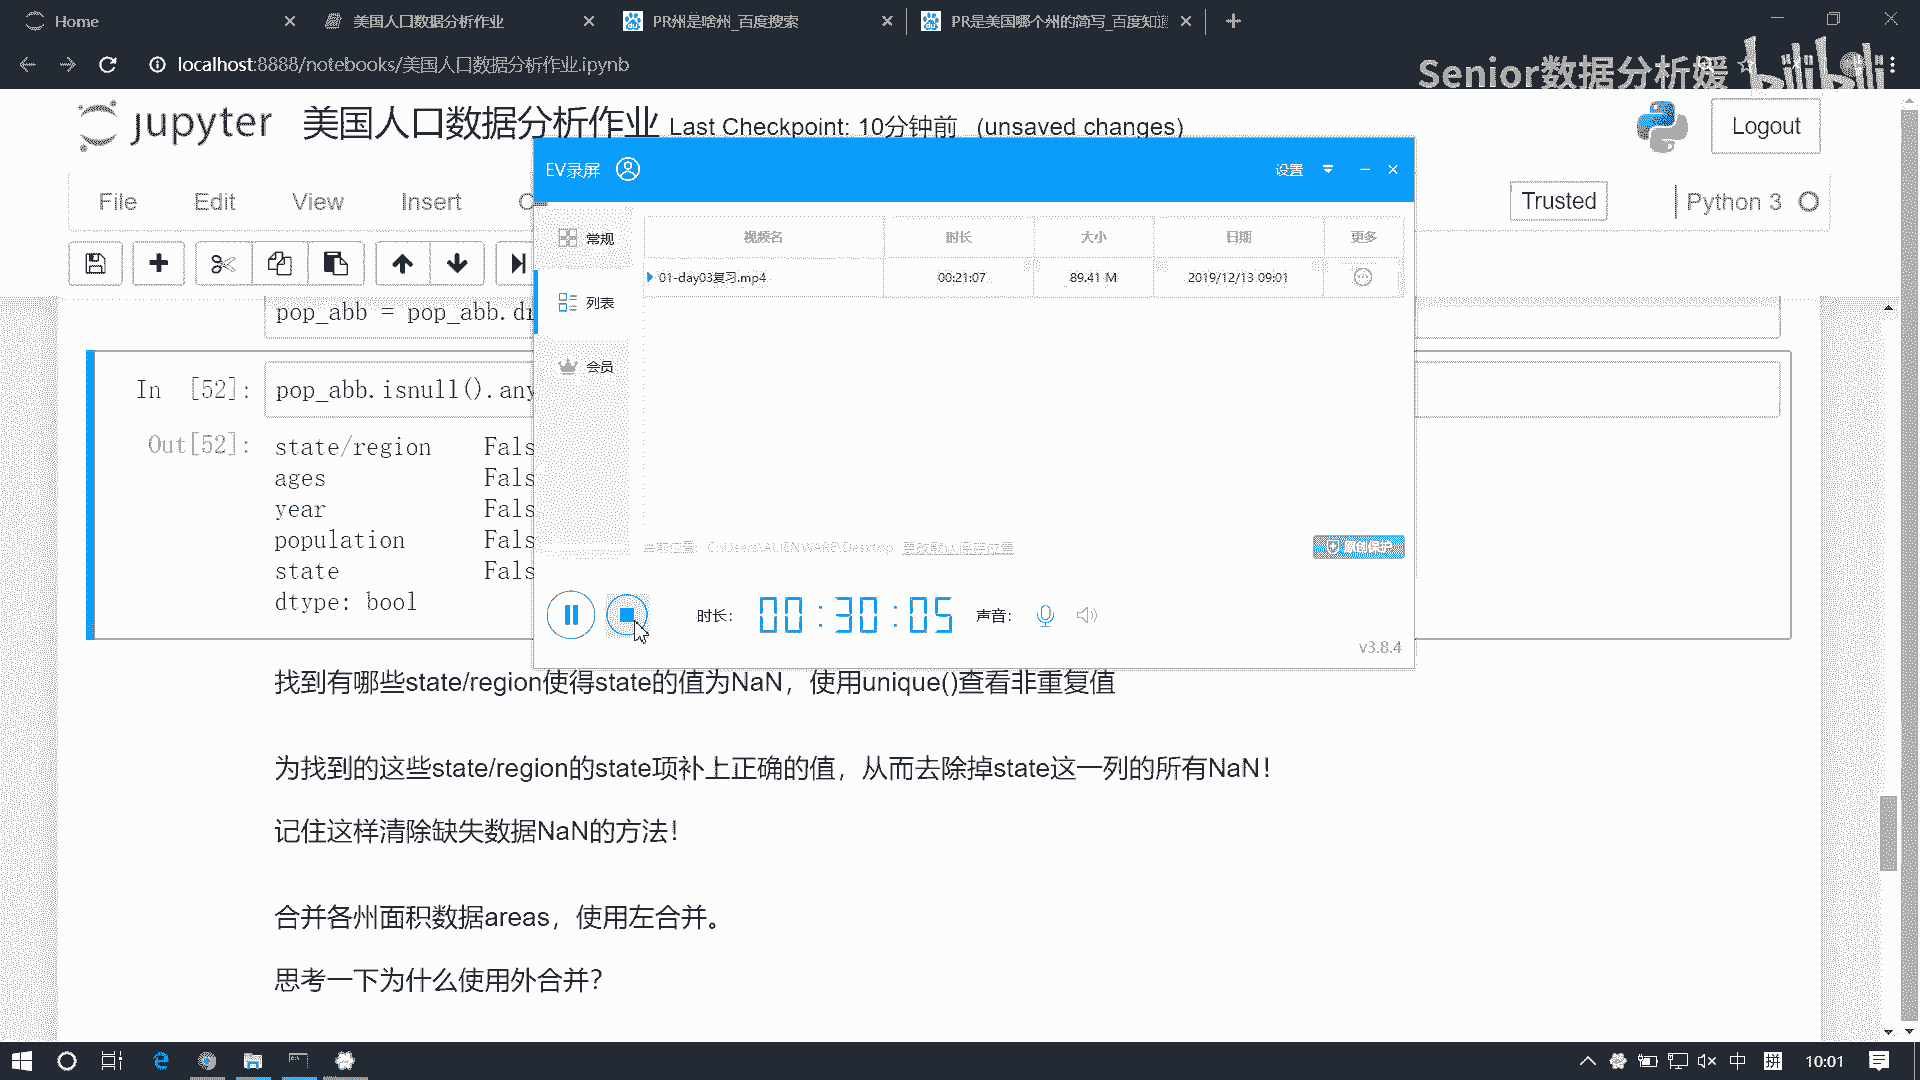 Home
美国人口数据分析作业
PR州是啥州_百度搜索
PR是美国哪个州的简写_百度知道
localhost:8888/notebooks/美国人口数据分析作业.ipynb
Senior数据分析媛
bilibili
jupyter
美国人口数据分析作业
Last Checkpoint: 10分钟前 (unsaved changes)
Logout
File
Edit
View
Insert
Trusted
Python 3
EV录屏
设置
常规
列表
会员
视频名
时长
大小
日期
更多
01-day03复习.mp4
00:21:07
89.41 M
2019/12/13 09:01
当前位置: C:\Users\ALIENWARE\Desktop 更改默认保存位置
原创保护
时长:
00:30:05
声音:
v3.8.4
pop_abb = pop_abb.dr
In [52]:
pop_abb.isnull().any
Out[52]:
state/region Fals
ages Fals
year Fals
population Fals
state Fals
dtype: bool
找到有哪些state/region使得state的值为NaN，使用unique()查看非重复值
为找到的这些state/region的state项补上正确的值，从而去除掉state这一列的所有NaN！
记住这样清除缺失数据NaN的方法！
合并各州面积数据areas，使用左合并。
思考一下为什么使用外合并？
中
拼
10:01